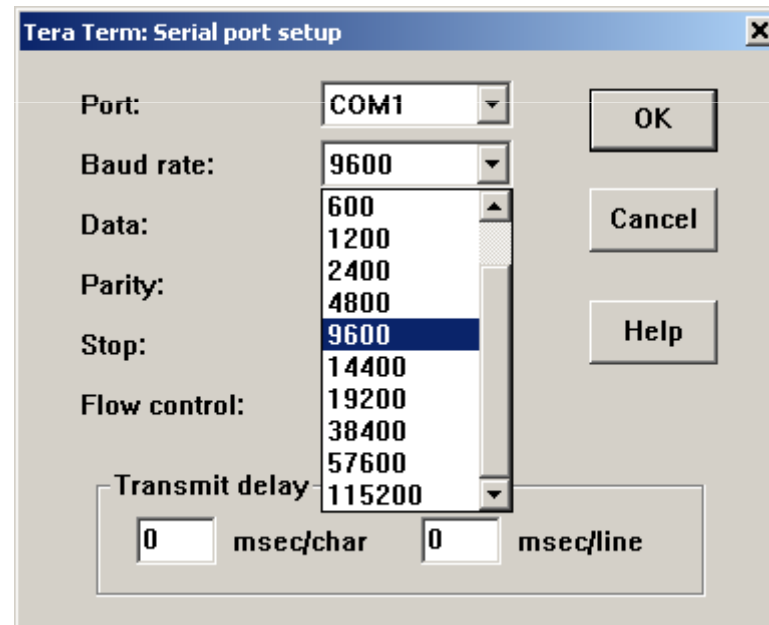 Tera Term: Serial port setup
Port:
COM1
OK
Baud rate:
9600
600
1200
2400
4800
9600
14400
19200
38400
57600
115200
Data:
Cancel
Parity:
Stop:
Help
Flow control:
Transmit delay
0
msec/char
0
msec/line